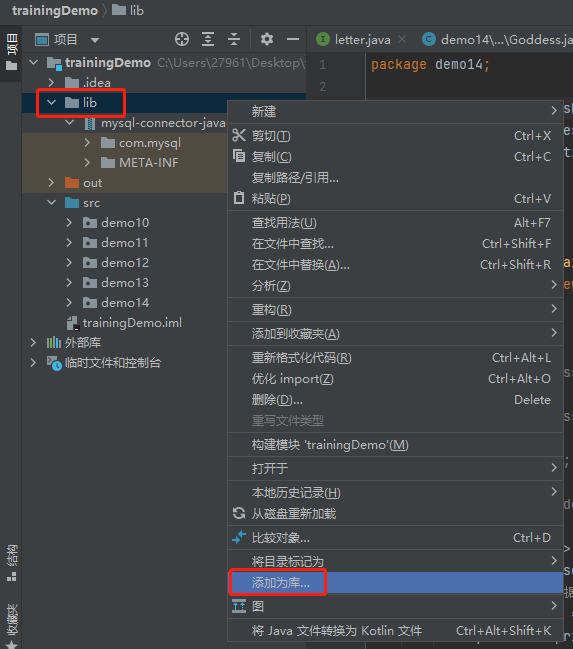 trainingDemo lib
项目
项目
letter.java
demo14\...\Goddess.ja
trainingDemo C:\Users\27961\Desktop\
1 package demo14;
2
.idea
lib
mysql-connector-java
com.mysql
META-INF
out
src
demo10
demo11
demo12
demo13
demo14
trainingDemo.iml
外部库
临时文件和控制台
新建
剪切(T) Ctrl+X
复制(C) Ctrl+C
复制路径/引用...
粘贴(P) Ctrl+V
查找用法(U) Alt+F7
在文件中查找... Ctrl+Shift+F
在文件中替换(A)... Ctrl+Shift+R
分析(Z)
重构(R)
添加到收藏夹(A)
重新格式化代码(R) Ctrl+Alt+L
优化 import(Z) Ctrl+Alt+O
删除(D)... Delete
重写文件类型
构建模块 'trainingDemo'(M)
打开于
本地历史记录(H)
从磁盘重新加载
比较对象... Ctrl+D
将目录标记为
添加为库...
图
将 Java 文件转换为 Kotlin 文件 Ctrl+Alt+Shift+K
结构
收藏夹